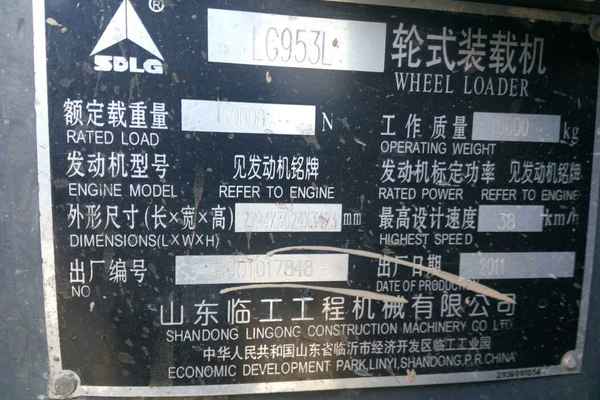 SDLG
®
LG953L
轮式装载机
WHEEL LOADER
额定载重量 N
RATED LOAD
工作质量 kg
OPERATING WEIGHT
发动机型号 见发动机铭牌
ENGINE MODEL REFER TO ENGINE
发动机标定功率 见发动机铭牌
RATED POWER REFER TO ENGINE
外形尺寸(长×宽×高) mm
DIMENSIONS(L×W×H)
最高设计速度 38 km/h
HIGHEST SPEED
出厂编号
NO
出厂日期 2011
DATE OF PRODUCTION
山东临工工程机械有限公司
SHANDONG LINGONG CONSTRUCTION MACHINERY CO LTD
中华人民共和国山东省临沂市经济开发区临工工业园
ECONOMIC DEVELOPMENT PARK,LINYI,SHANDONG,P.R.CHINA